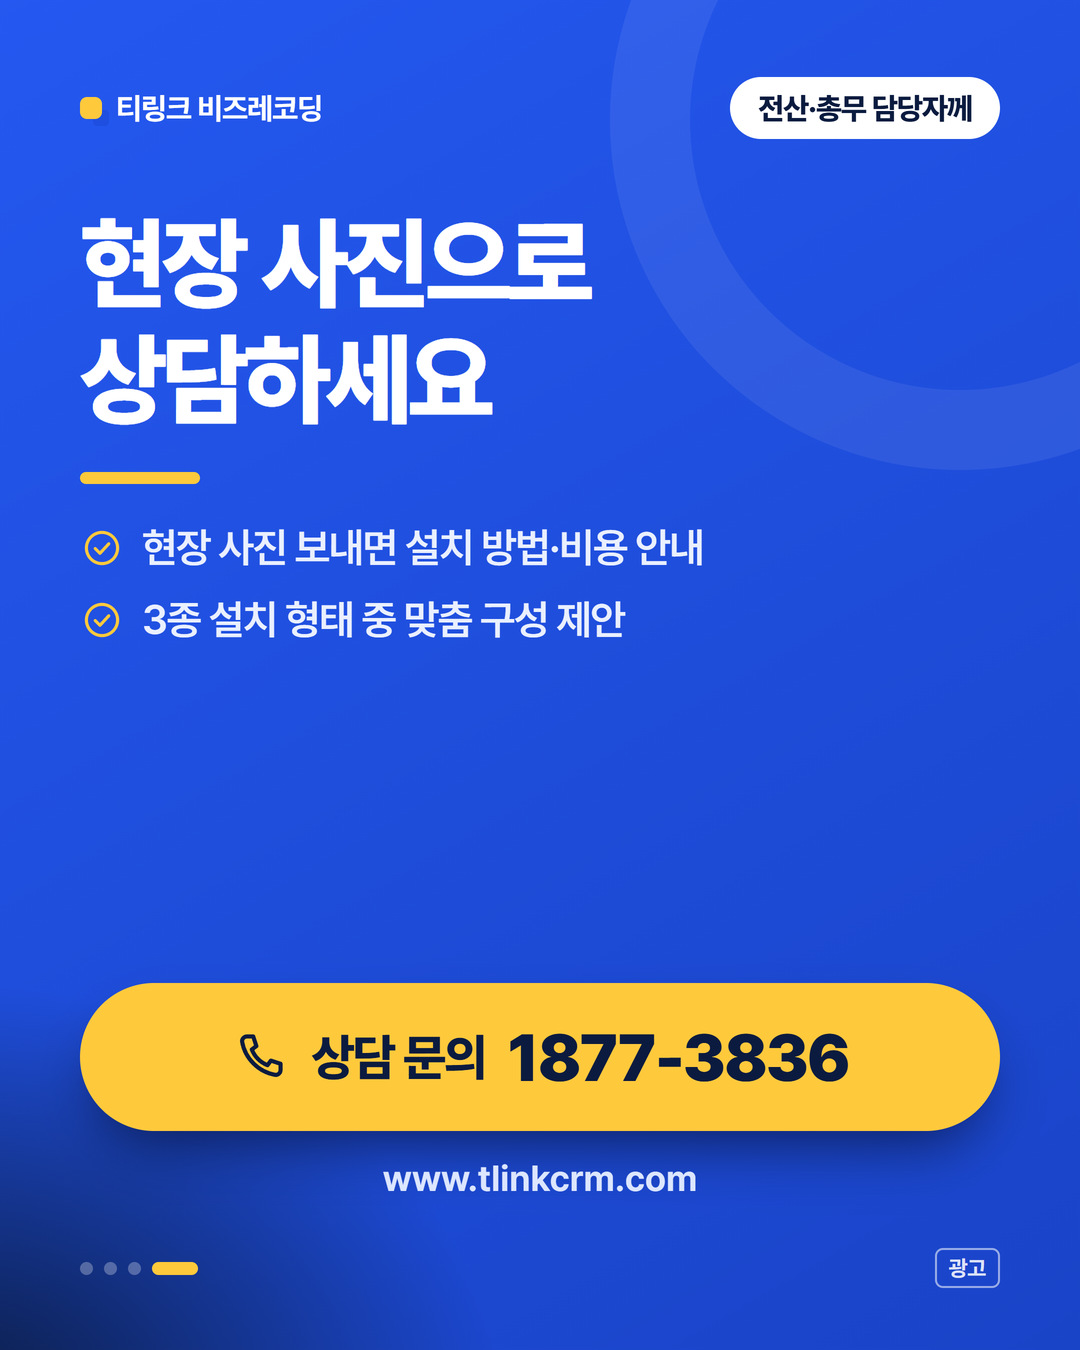 티링크 비즈레코딩
전산·총무 담당자께
현장 사진으로
상담하세요
현장 사진 보내면 설치 방법·비용 안내
3종 설치 형태 중 맞춤 구성 제안
상담 문의 1877-3836
www.tlinkcrm.com
광고